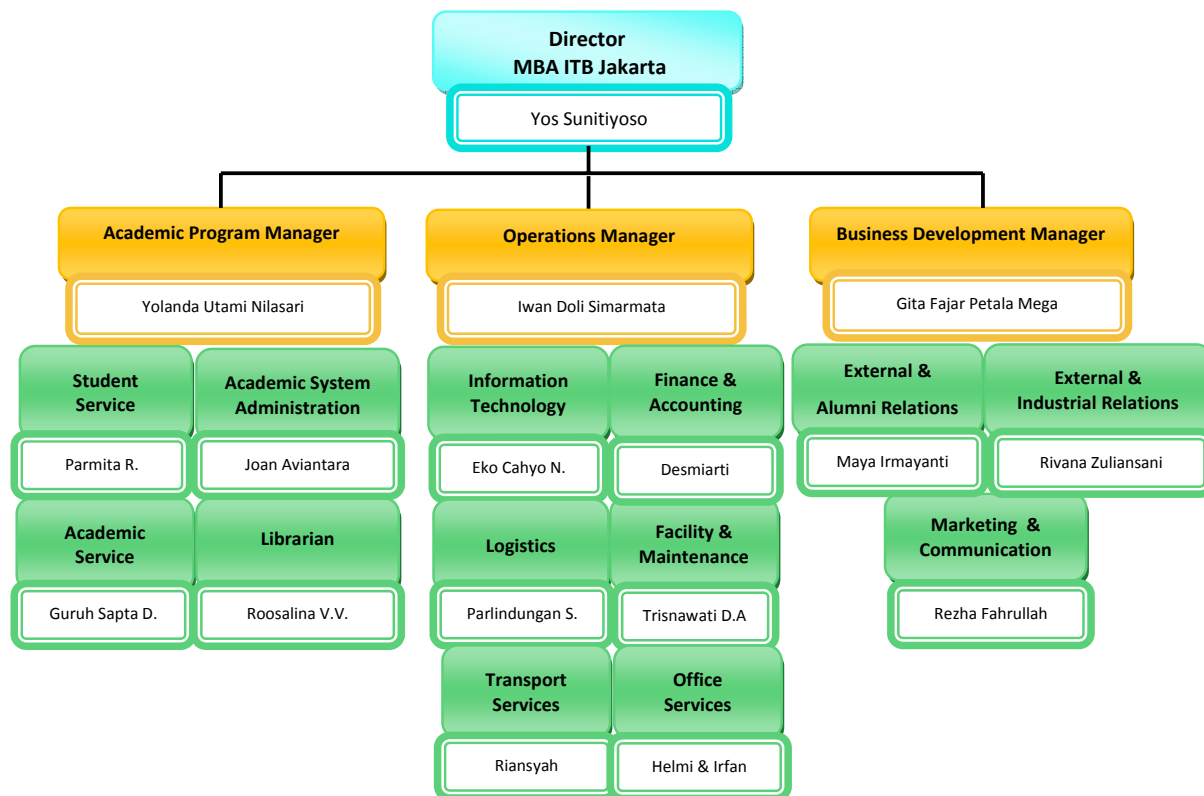 Director
MBA ITB Jakarta
Yos Sunitiyoso
Academic Program Manager
Yolanda Utami Nilasari
Operations Manager
Iwan Doli Simarmata
Business Development Manager
Gita Fajar Petala Mega
Student
Service
Parmita R.
Academic System
Administration
Joan Aviantara
Academic
Service
Guruh Sapta D.
Librarian
Roosalina V.V.
Information
Technology
Eko Cahyo N.
Finance &
Accounting
Desmiarti
Logistics
Parlindungan S.
Facility &
Maintenance
Trisnawati D.A
Transport
Services
Riansyah
Office
Services
Helmi & Irfan
External &
Alumni Relations
Maya Irmayanti
External &
Industrial Relations
Rivana Zuliansani
Marketing &
Communication
Rezha Fahrullah